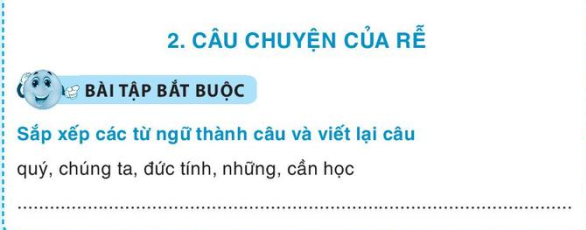 2. CÂU CHUYỆN CỦA RỄ
BÀI TẬP BẮT BUỘC
Sắp xếp các từ ngữ thành câu và viết lại câu
quý, chúng ta, đức tính, những, cần học